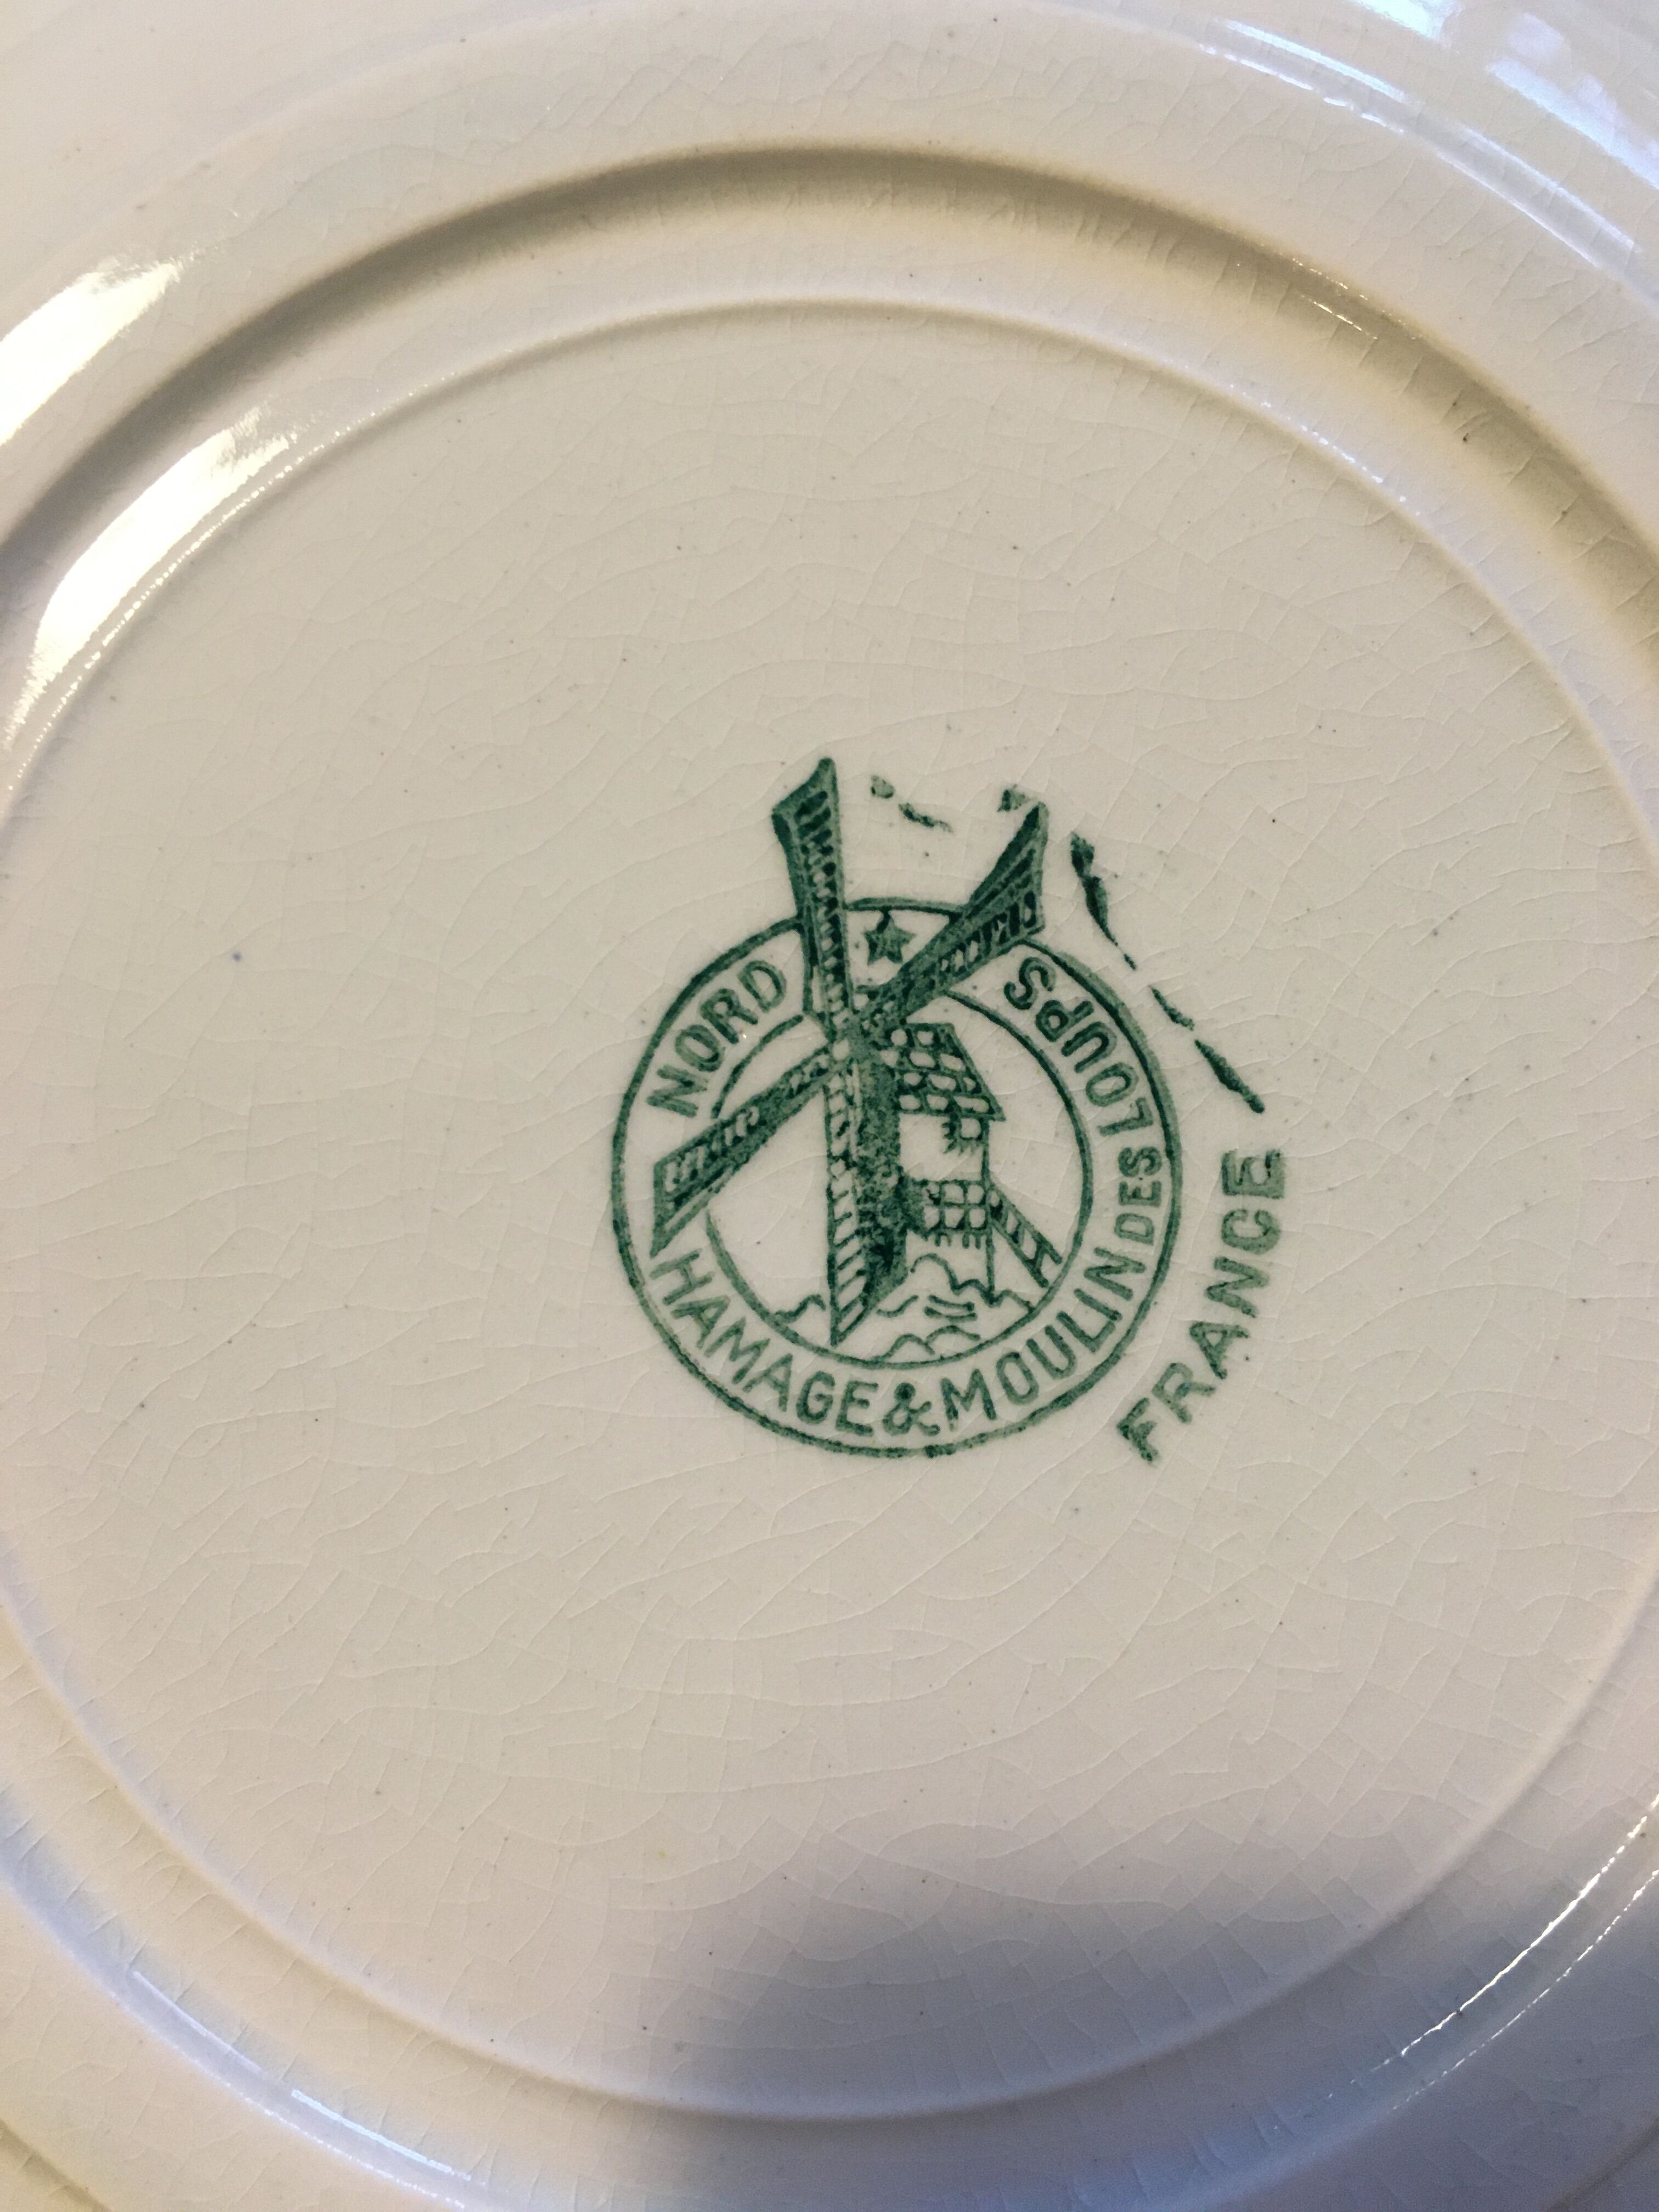 HAMAGE & MOULIN DES LOUPS
NORD
FRANCE